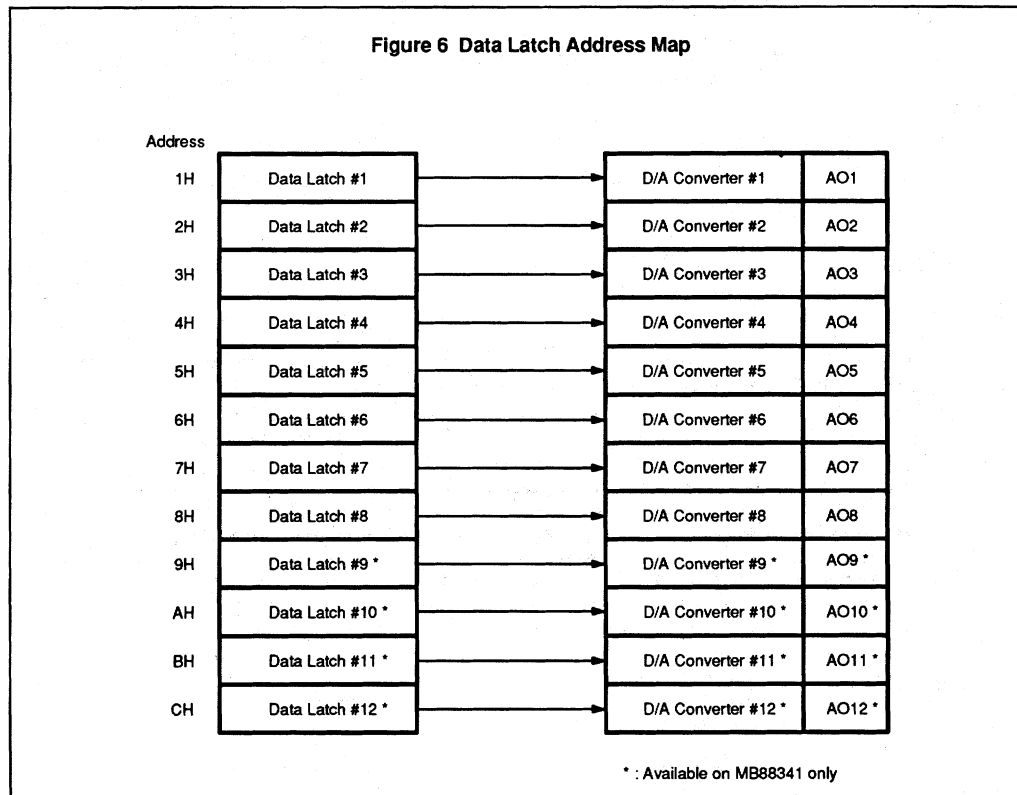 Figure 6 Data Latch Address Map
Address
1H Data Latch #1 D/A Converter #1 AO1
2H Data Latch #2 D/A Converter #2 AO2
3H Data Latch #3 D/A Converter #3 AO3
4H Data Latch #4 D/A Converter #4 AO4
5H Data Latch #5 D/A Converter #5 AO5
6H Data Latch #6 D/A Converter #6 AO6
7H Data Latch #7 D/A Converter #7 AO7
8H Data Latch #8 D/A Converter #8 AO8
9H Data Latch #9 * D/A Converter #9 * AO9 *
AH Data Latch #10 * D/A Converter #10 * AO10 *
BH Data Latch #11 * D/A Converter #11 * AO11 *
CH Data Latch #12 * D/A Converter #12 * AO12 *
* : Available on MB88341 only